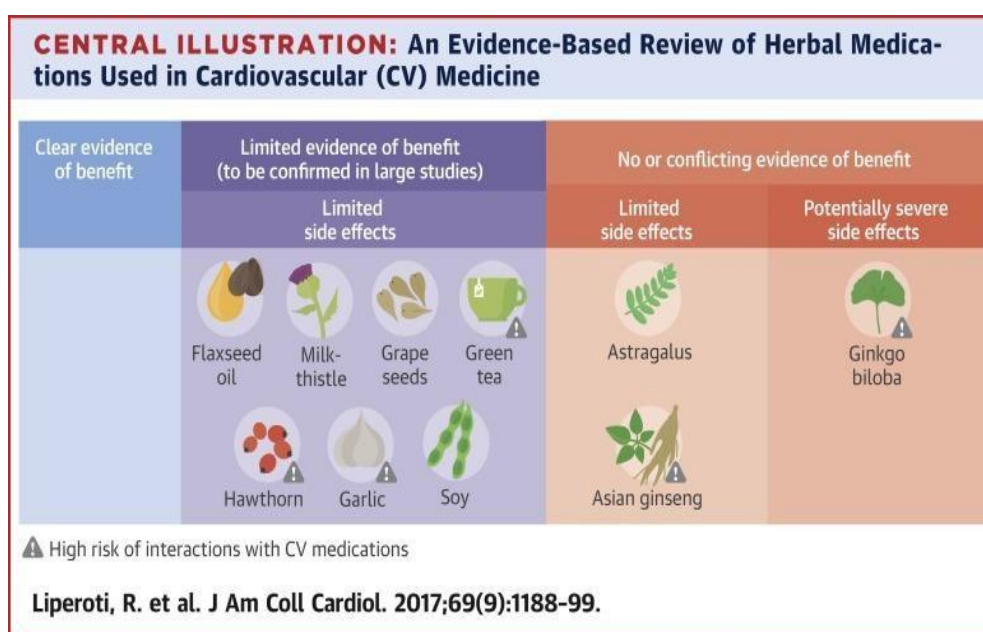 CENTRAL ILLUSTRATION: An Evidence-Based Review of Herbal Medica-
tions Used in Cardiovascular (CV) Medicine
Clear evidence
of benefit
Limited evidence of benefit
(to be confirmed in large studies)
No or conflicting evidence of benefit
Limited
side effects
Limited
side effects
Potentially severe
side effects
Flaxseed
oil
Milk-
thistle
Grape
seeds
Green
tea
Astragalus
Ginkgo
biloba
Hawthorn
Garlic
Soy
Asian ginseng
High risk of interactions with CV medications
Liperoti, R. et al. J Am Coll Cardiol. 2017;69(9):1188-99.